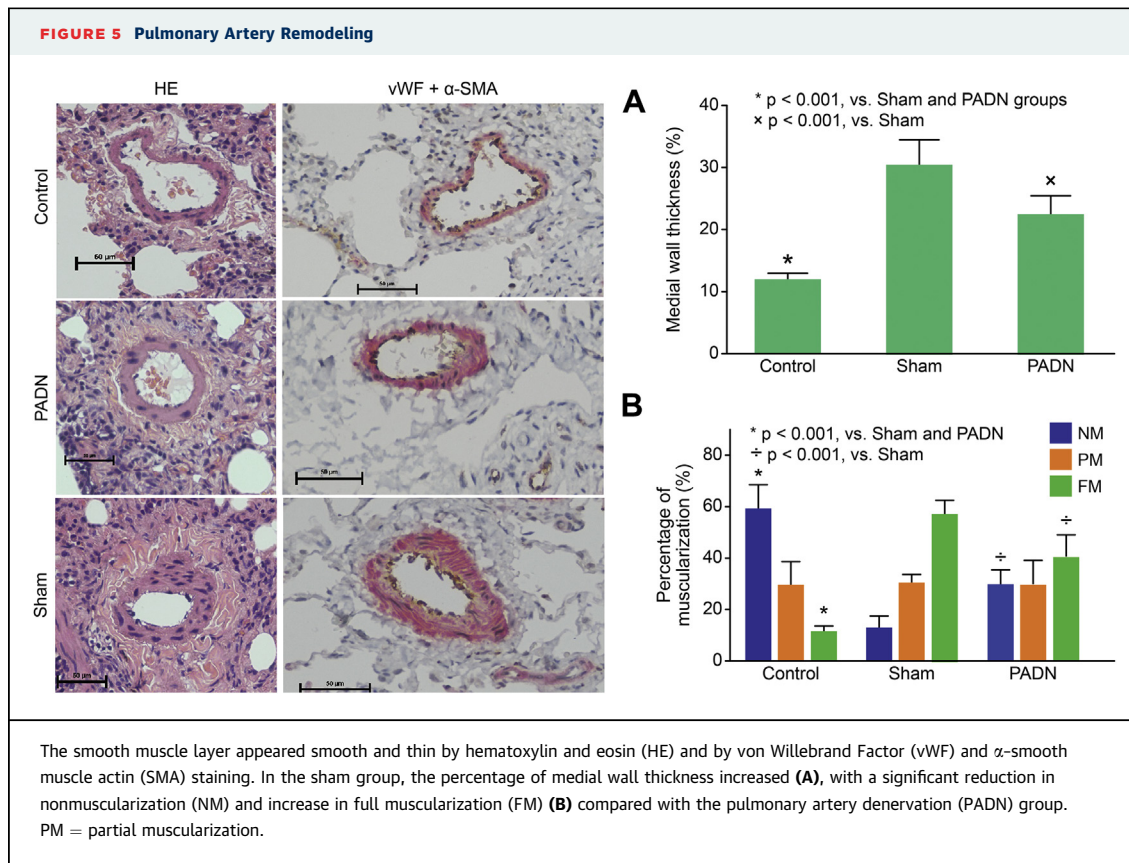 FIGURE 5 Pulmonary Artery Remodeling
HE
vWF + α-SMA
Control
60 µm
50 µm
PADN
50 µm
Sham
50 µm
50 µm
A
* p < 0.001, vs. Sham and PADN groups
× p < 0.001, vs. Sham
Medial wall thickness (%)
40
30
20
10
0
×
*
Control
Sham
PADN
B
* p < 0.001, vs. Sham and PADN
÷ p < 0.001, vs. Sham
NM
PM
FM
Percentage of
muscularization (%)
80
60
40
20
0
*
*
÷
÷
Control
Sham
PADN
The smooth muscle layer appeared smooth and thin by hematoxylin and eosin (HE) and by von Willebrand Factor (vWF) and α-smooth
muscle actin (SMA) staining. In the sham group, the percentage of medial wall thickness increased (A), with a significant reduction in
nonmuscularization (NM) and increase in full muscularization (FM) (B) compared with the pulmonary artery denervation (PADN) group.
PM = partial muscularization.